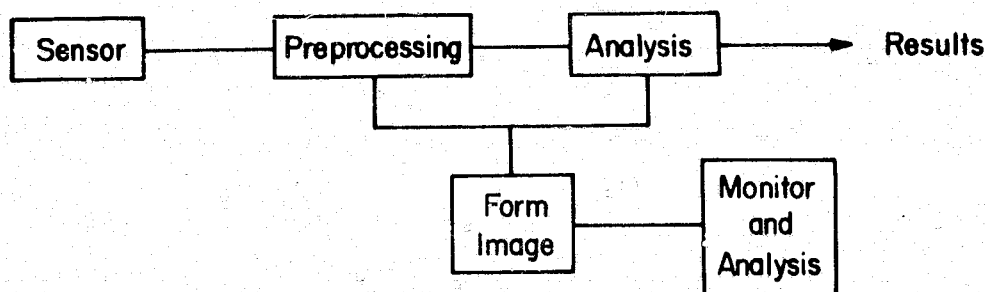 Sensor
Preprocessing
Analysis
Results
Form
Image
Monitor
and
Analysis